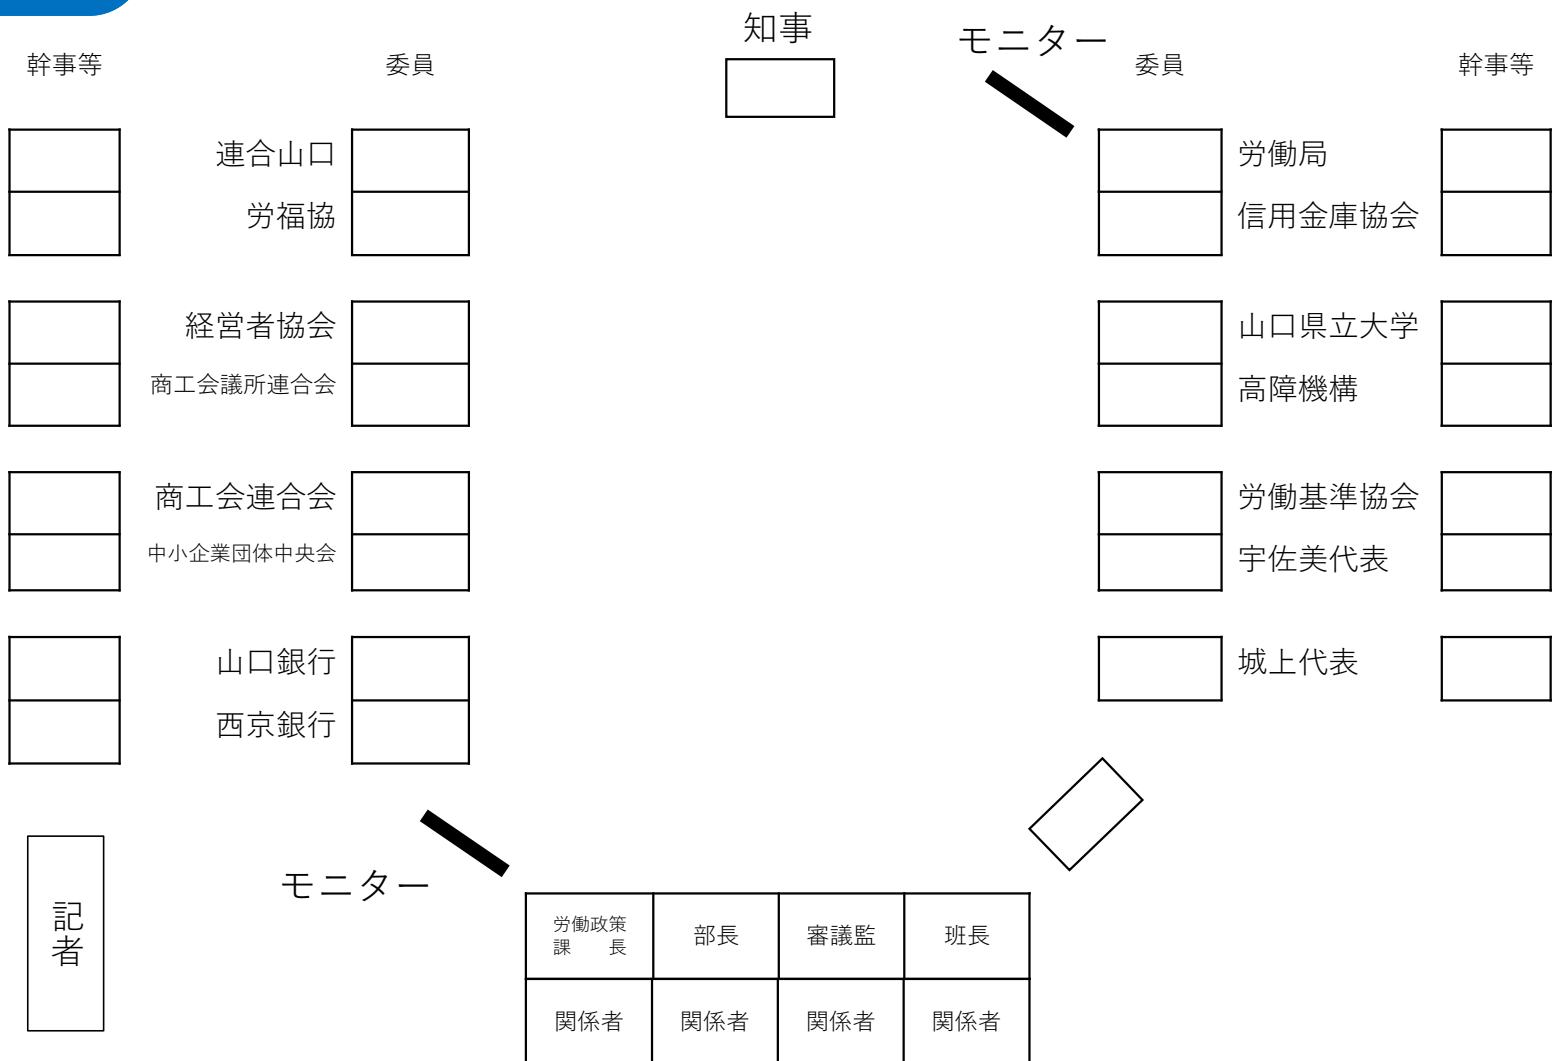 知事
モニター
幹事等
委員
委員
幹事等
連合山口
労福協
経営者協会
商工会議所連合会
商工会連合会
中小企業団体中央会
山口銀行
西京銀行
労働局
信用金庫協会
山口県立大学
高障機構
労働基準協会
宇佐美代表
城上代表
モニター
記者
労働政策
課　長
部長
審議監
班長
関係者
関係者
関係者
関係者